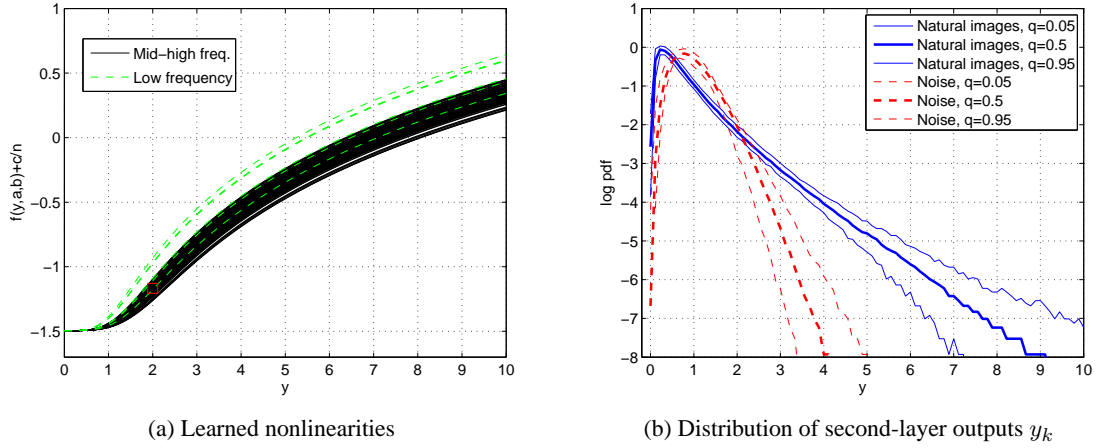 1
0.5
0
−0.5
−1
−1.5
f(y,a,b)+c/n
Mid−high freq.
Low frequency
0 1 2 3 4 5 6 7 8 9 10
y
(a) Learned nonlinearities
1
0
−1
−2
−3
−4
−5
−6
−7
−8
log pdf
Natural images, q=0.05
Natural images, q=0.5
Natural images, q=0.95
Noise, q=0.05
Noise, q=0.5
Noise, q=0.95
0 1 2 3 4 5 6 7 8 9 10
y
(b) Distribution of second-layer outputs yk